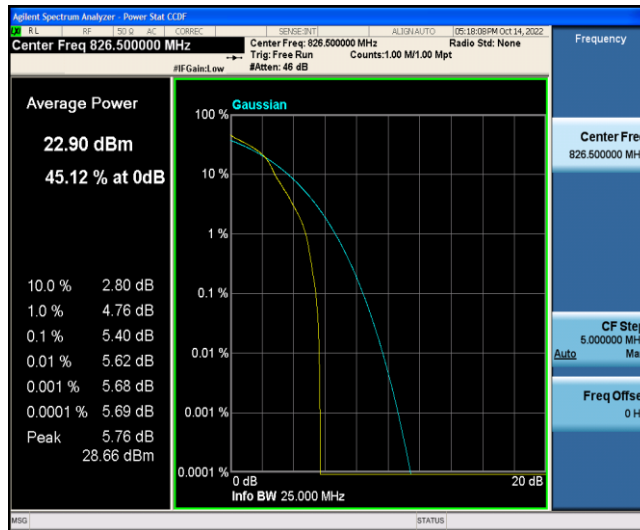 Agilent Spectrum Analyzer - Power Stat CCDF
RL RF 50 Ω AC CORREC SENSE:INT ALIGNAUTO 05:18:08PM Oct 14, 2022
Center Freq 826.500000 MHz
Center Freq: 826.500000 MHz Radio Std: None
Trig: Free Run Counts:1.00 M/1.00 Mpt
#IFGain:Low #Atten: 46 dB
Frequency
Average Power
22.90 dBm
45.12 % at 0dB
10.0 % 2.80 dB
1.0 % 4.76 dB
0.1 % 5.40 dB
0.01 % 5.62 dB
0.001 % 5.68 dB
0.0001 % 5.69 dB
Peak 5.76 dB
28.66 dBm
Gaussian
100 %
10 %
1 %
0.1 %
0.01 %
0.001 %
0.0001 %
0 dB 20 dB
Info BW 25.000 MHz
Center Fre
826.500000 MH
CF Step
5.000000 MH
Auto Ma
Freq Offse
0 H
MSG STATUS